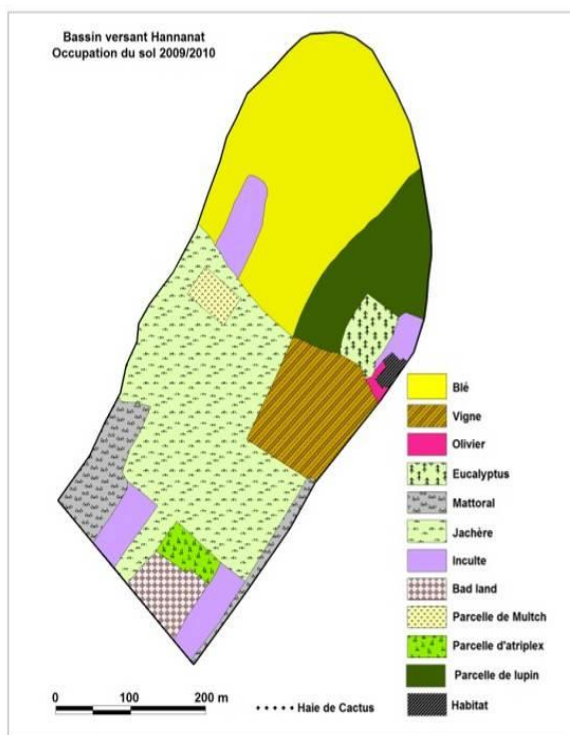 Bassin versant Hannanat
Occupation du sol 2009/2010
Blé
Vigne
Olivier
Eucalyptus
Mattoral
Jachère
Inculte
Bad land
Parcelle de Multch
Parcelle d'atriplex
Parcelle de lupin
Habitat
0 100 200 m
Haie de Cactus